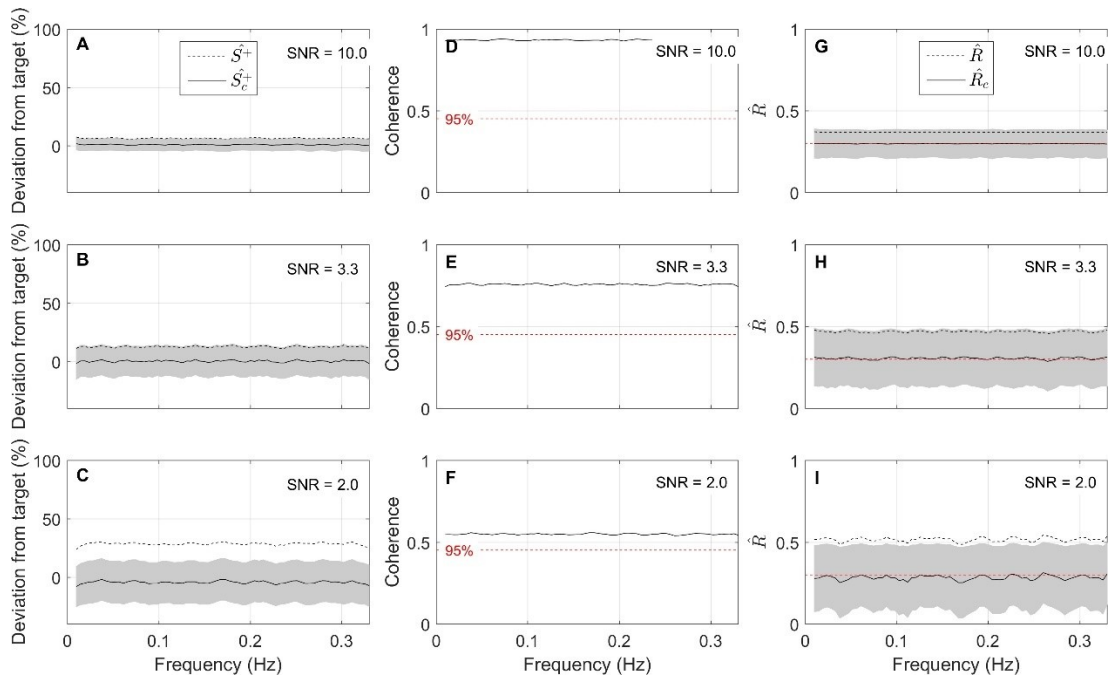 Deviation from target (%)
100
50
0
A
Ŝ⁺
Ŝ_c⁺
SNR = 10.0
Coherence
1
0.5
0
D
SNR = 10.0
95%
R̂
1
0.5
0
G
R̂
R̂_c
SNR = 10.0
Deviation from target (%)
100
50
0
B
SNR = 3.3
Coherence
1
0.5
0
E
SNR = 3.3
95%
R̂
1
0.5
0
H
SNR = 3.3
Deviation from target (%)
100
50
0
C
SNR = 2.0
0 0.1 0.2 0.3
Frequency (Hz)
Coherence
1
0.5
0
F
SNR = 2.0
95%
0 0.1 0.2 0.3
Frequency (Hz)
R̂
1
0.5
0
I
SNR = 2.0
0 0.1 0.2 0.3
Frequency (Hz)